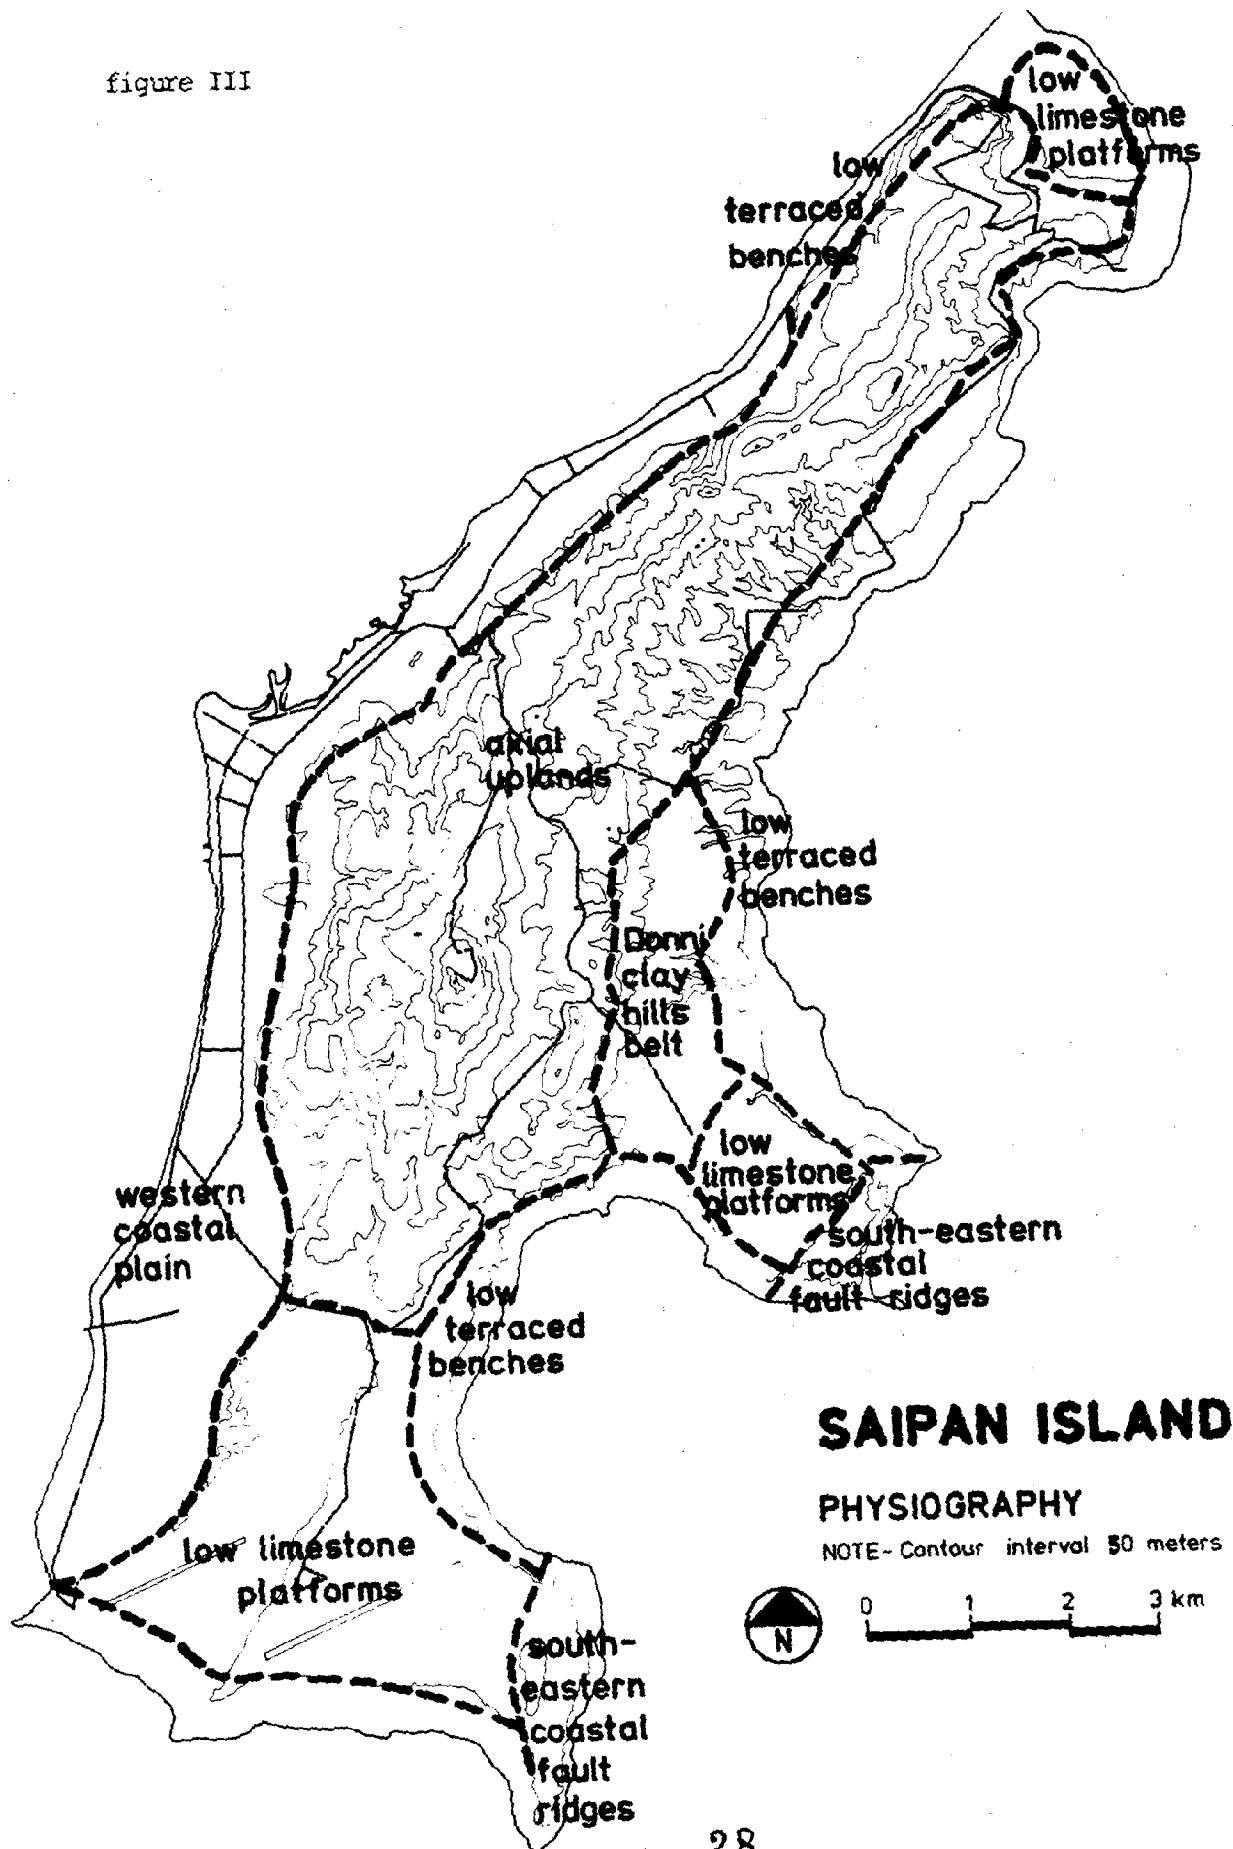 figure III
low
limestone
platforms
low
terraced
benches
axial
uplands
low
terraced
benches
Donni
clay
hills
belt
low
limestone
platforms
south-eastern
coastal
fault ridges
western
coastal
plain
low
terraced
benches
low limestone
platforms
south-
eastern
coastal
fault
ridges
SAIPAN ISLAND
PHYSIOGRAPHY
NOTE- Contour interval 50 meters
N
0 1 2 3 km
28